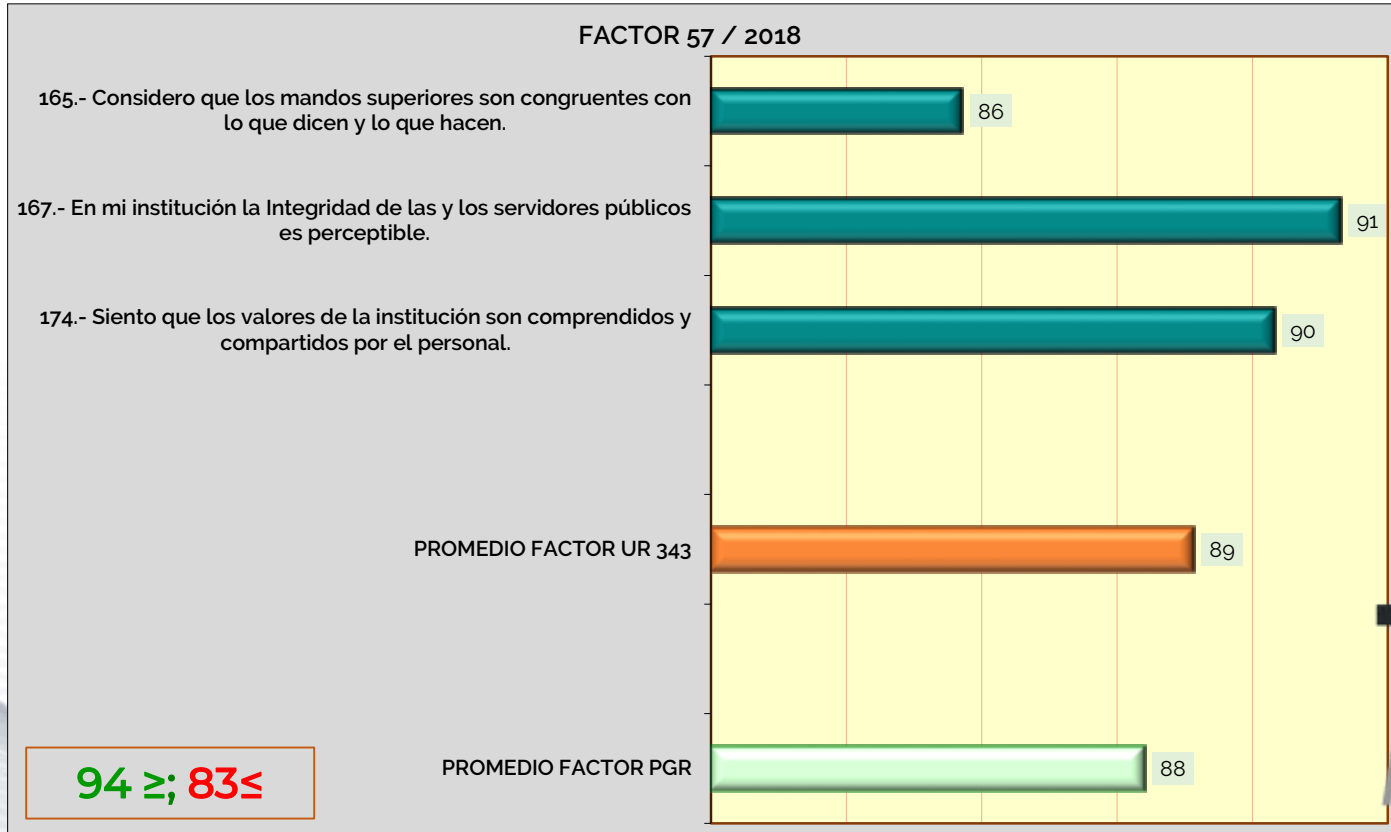 FACTOR 57 / 2018
165.- Considero que los mandos superiores son congruentes con
lo que dicen y lo que hacen.
86
167.- En mi institución la Integridad de las y los servidores públicos
es perceptible.
91
174.- Siento que los valores de la institución son comprendidos y
compartidos por el personal.
90
PROMEDIO FACTOR UR 343
89
PROMEDIO FACTOR PGR
88
94 ≥; 83≤